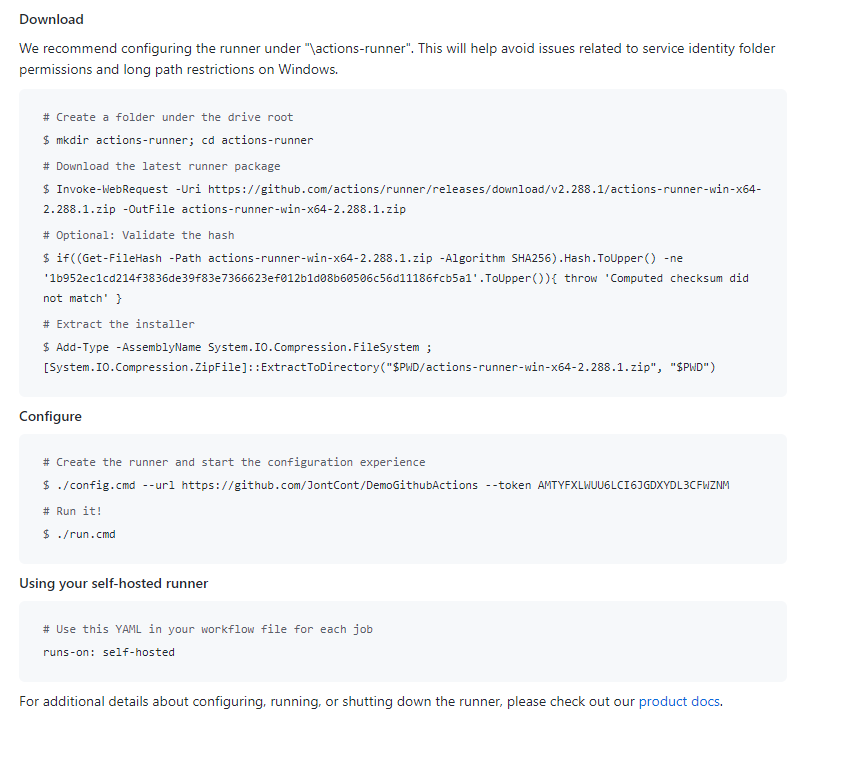 Download
We recommend configuring the runner under "\actions-runner". This will help avoid issues related to service identity folder
permissions and long path restrictions on Windows.
# Create a folder under the drive root
$ mkdir actions-runner; cd actions-runner
# Download the latest runner package
$ Invoke-WebRequest -Uri https://github.com/actions/runner/releases/download/v2.288.1/actions-runner-win-x64-
2.288.1.zip -OutFile actions-runner-win-x64-2.288.1.zip
# Optional: Validate the hash
$ if((Get-FileHash -Path actions-runner-win-x64-2.288.1.zip -Algorithm SHA256).Hash.ToUpper() -ne
'1b952ec1cd214f3836de39f83e7366623ef012b1d08b60506c56d11186fcb5a1'.ToUpper()){ throw 'Computed checksum did
not match' }
# Extract the installer
$ Add-Type -AssemblyName System.IO.Compression.FileSystem ;
[System.IO.Compression.ZipFile]::ExtractToDirectory("$PWD/actions-runner-win-x64-2.288.1.zip", "$PWD")
Configure
# Create the runner and start the configuration experience
$ ./config.cmd --url https://github.com/JontCont/DemoGithubActions --token AMTYFXLWUU6LCI6JGDXYDL3CFWZNM
# Run it!
$ ./run.cmd
Using your self-hosted runner
# Use this YAML in your workflow file for each job
runs-on: self-hosted
For additional details about configuring, running, or shutting down the runner, please check out our product docs.